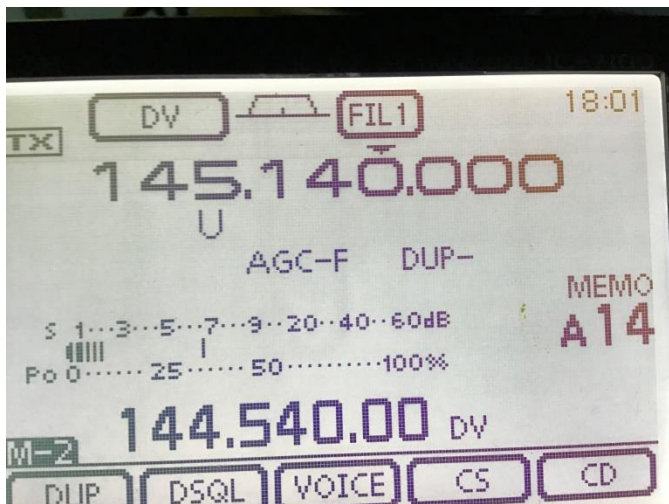 DV FIL1 18:01
TX
145.140.000
U
AGC-F DUP-
MEMO
S 1···3···5···7···9··20··40··60dB A14
Po 0······25······50··········100%
144.540.00 DV
M-2
DUP DSQL VOICE CS CD